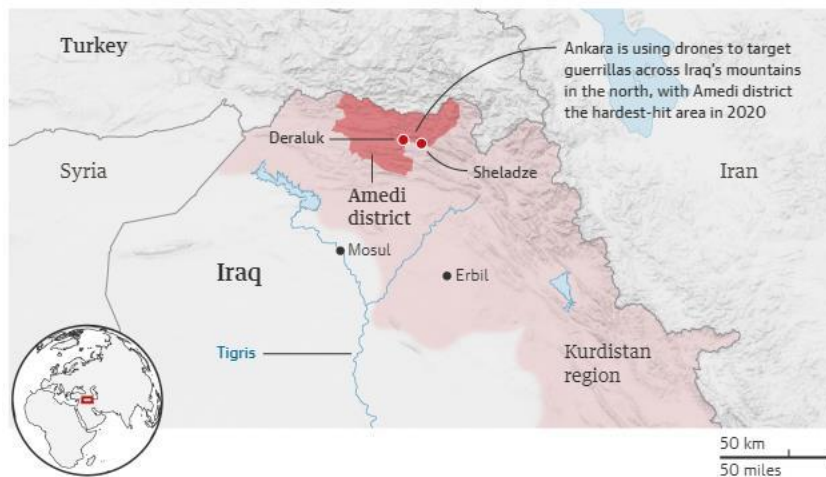 Turkey
Ankara is using drones to target
guerrillas across Iraq's mountains
in the north, with Amedi district
the hardest-hit area in 2020
Deraluk
Syria
Sheladze
Iran
Amedi
district
Mosul
Iraq
Erbil
Tigris
Kurdistan
region
50 km
50 miles